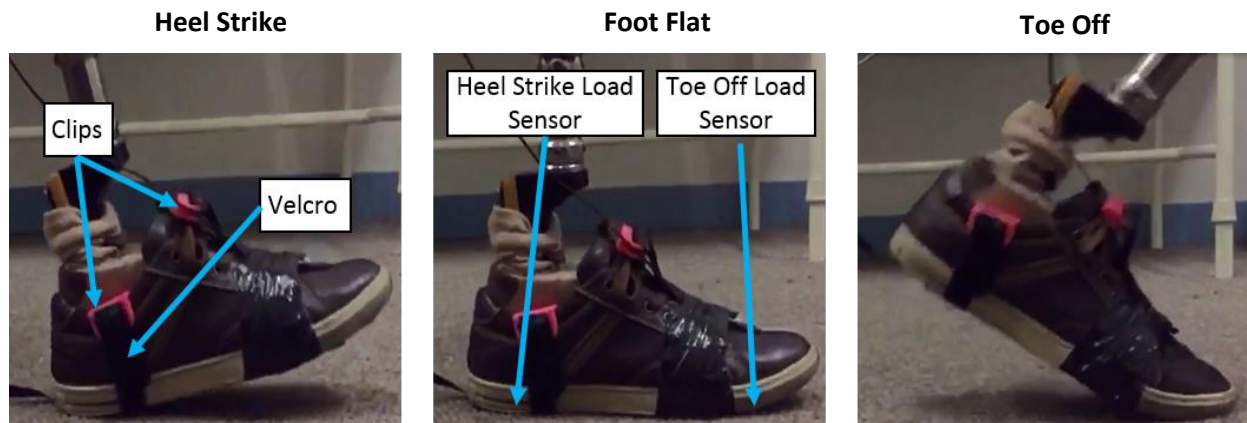 Heel Strike
Foot Flat
Toe Off
Clips
Velcro
Heel Strike Load
Sensor
Toe Off Load
Sensor